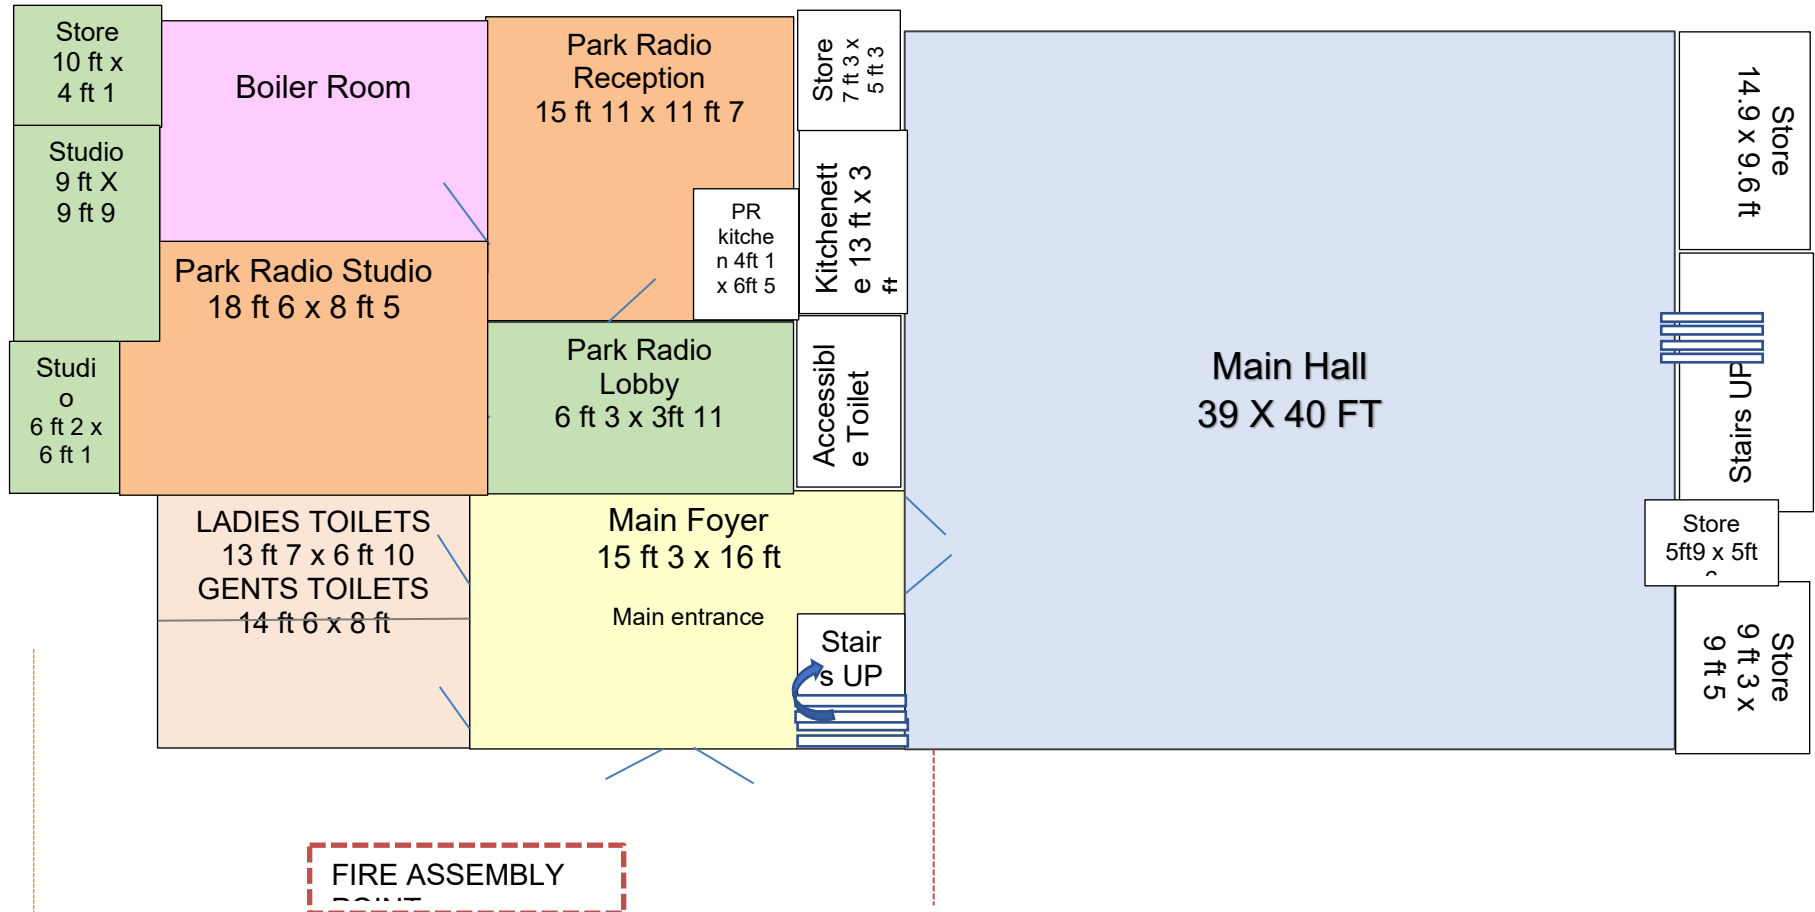 Store
10 ft x
4 ft 1
Boiler Room
Park Radio
Reception
15 ft 11 x 11 ft 7
Store
7 ft 3 x
5 ft 3
Store
14.9 x 9.6 ft
Studio
9 ft X
9 ft 9
PR
kitche
n 4ft 1
x 6ft 5
Kitchenett
e 13 ft x 3
ft
Park Radio Studio
18 ft 6 x 8 ft 5
Park Radio
Lobby
6 ft 3 x 3ft 11
Accessibl
e Toilet
Main Hall
39 X 40 FT
Stairs UP
Studi
o
6 ft 2 x
6 ft 1
LADIES TOILETS
13 ft 7 x 6 ft 10
GENTS TOILETS
14 ft 6 x 8 ft
Main Foyer
15 ft 3 x 16 ft
Main entrance
Stair
s UP
Store
5ft9 x 5ft
Store
9 ft 3 x
9 ft 5
FIRE ASSEMBLY
POINT